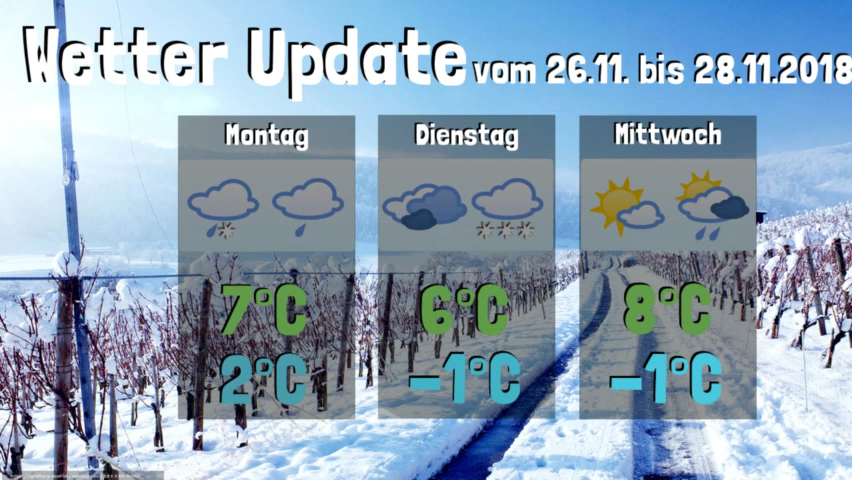 Wetter Update vom 26.11. bis 28.11.2018
Montag
Dienstag
Mittwoch
7°C
6°C
8°C
2°C
-1°C
-1°C